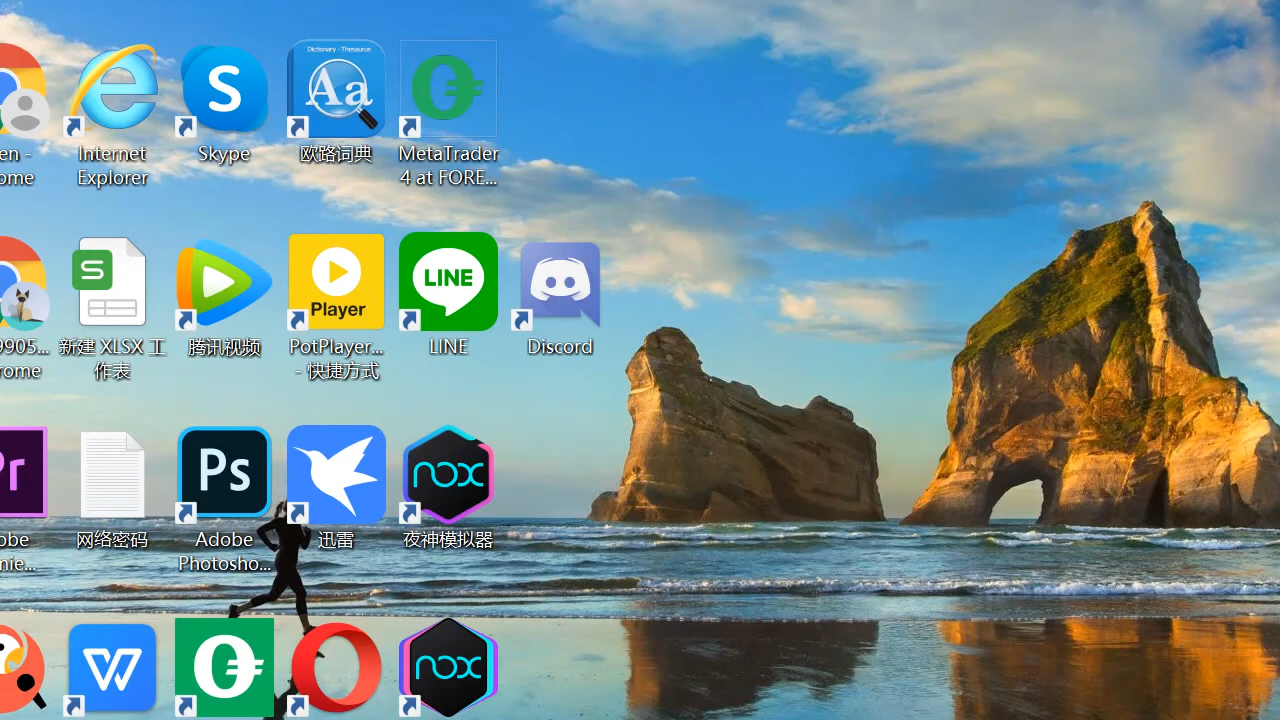 en -
ome
Internet
Explorer
Skype
Dictionary - Thesaurus
Aa
欧路词典
MetaTrader
4 at FORE...
9905...
rome
新建 XLSX 工
作表
腾讯视频
Player
PotPlayer...
- 快捷方式
LINE
LINE
Discord
Pr
obe
mie...
网络密码
Ps
Adobe
Photosho...
迅雷
nox
夜神模拟器
nox